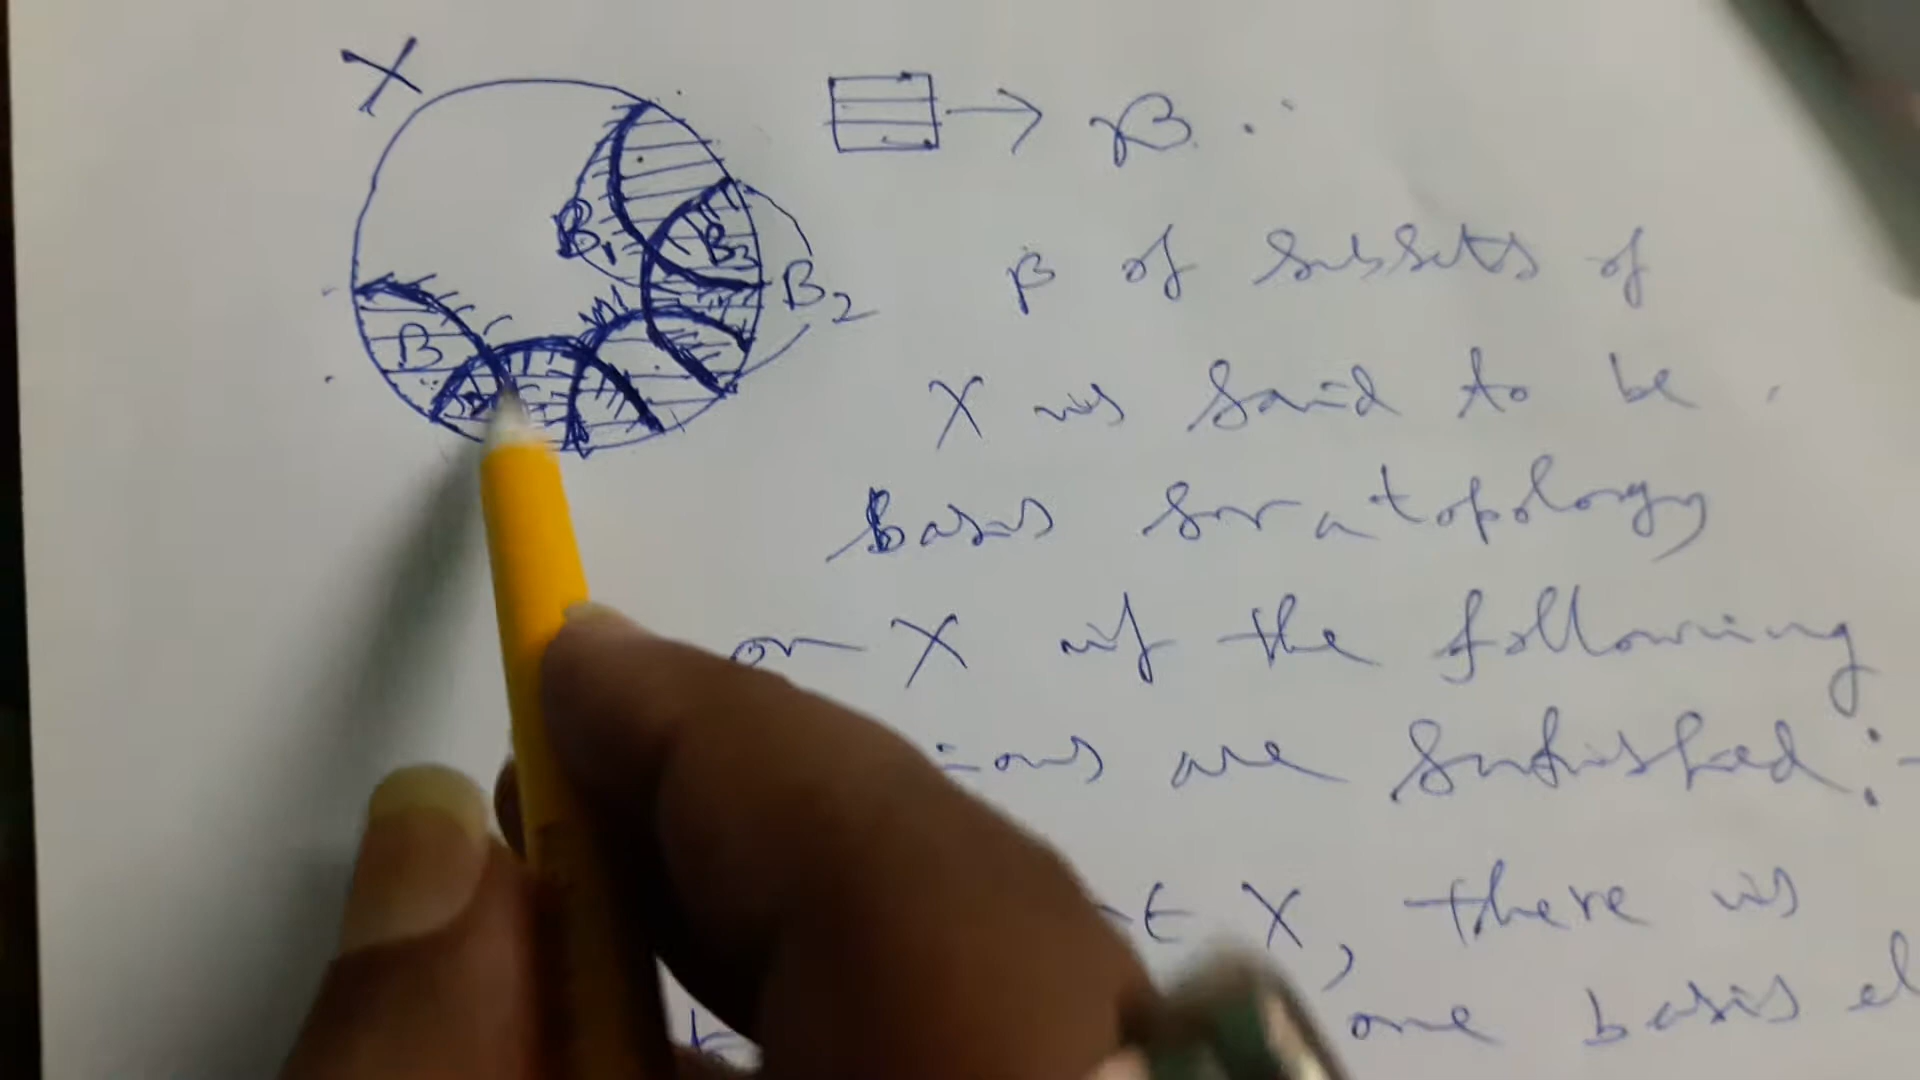 X
B₁
B₃
B₂
B
→ β.
β of subsets of
X is said to be
basis for a topology
on X if the following
ions are satisfied :-
∈ X, there is
one basis el